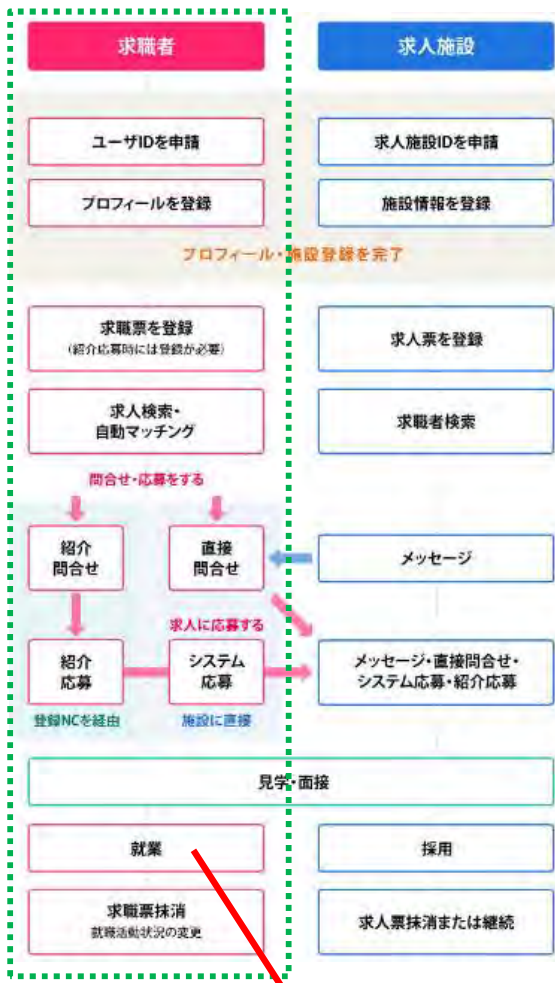 求職者
求人施設
ユーザIDを申請
求人施設IDを申請
プロフィールを登録
施設情報を登録
プロフィール・施設登録を完了
求職票を登録
(紹介応募時には登録が必要)
求人票を登録
求人検索・
自動マッチング
求職者検索
問合せ・応募をする
紹介
問合せ
直接
問合せ
メッセージ
求人に応募する
紹介
応募
システム
応募
メッセージ・直接問合せ・
システム応募・紹介応募
登録NCを経由
施設に直接
見学・面接
就業
採用
求職票抹消
就職活動状況の変更
求人票抹消または継続